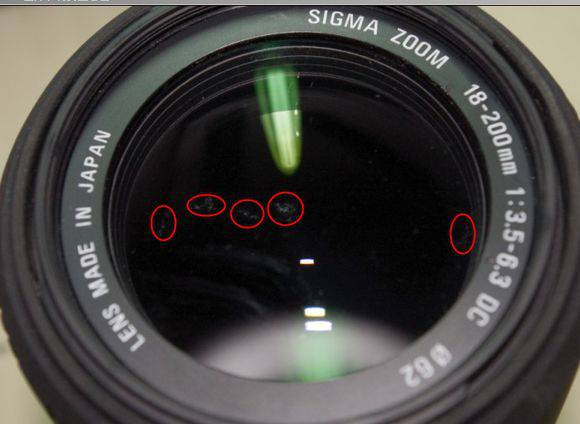 SIGMA ZOOM 18-200mm 1:3.5-6.3 DC Ø62
LENS MADE IN JAPAN